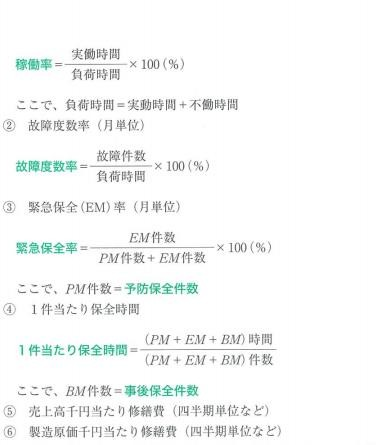 稼働率＝実働時間/負荷時間×100（％）
ここで、負荷時間＝実動時間＋不働時間
② 故障度数率（月単位）
故障度数率＝故障件数/負荷時間×100（％）
③ 緊急保全（EM）率（月単位）
緊急保全率＝EM件数/PM件数＋EM件数×100（％）
ここで、PM件数＝予防保全件数
④ 1件当たり保全時間
1件当たり保全時間＝（PM＋EM＋BM）時間/（PM＋EM＋BM）件数
ここで、BM件数＝事後保全件数
⑤ 売上高千円当たり修繕費（四半期単位など）
⑥ 製造原価千円当たり修繕費（四半期単位など）